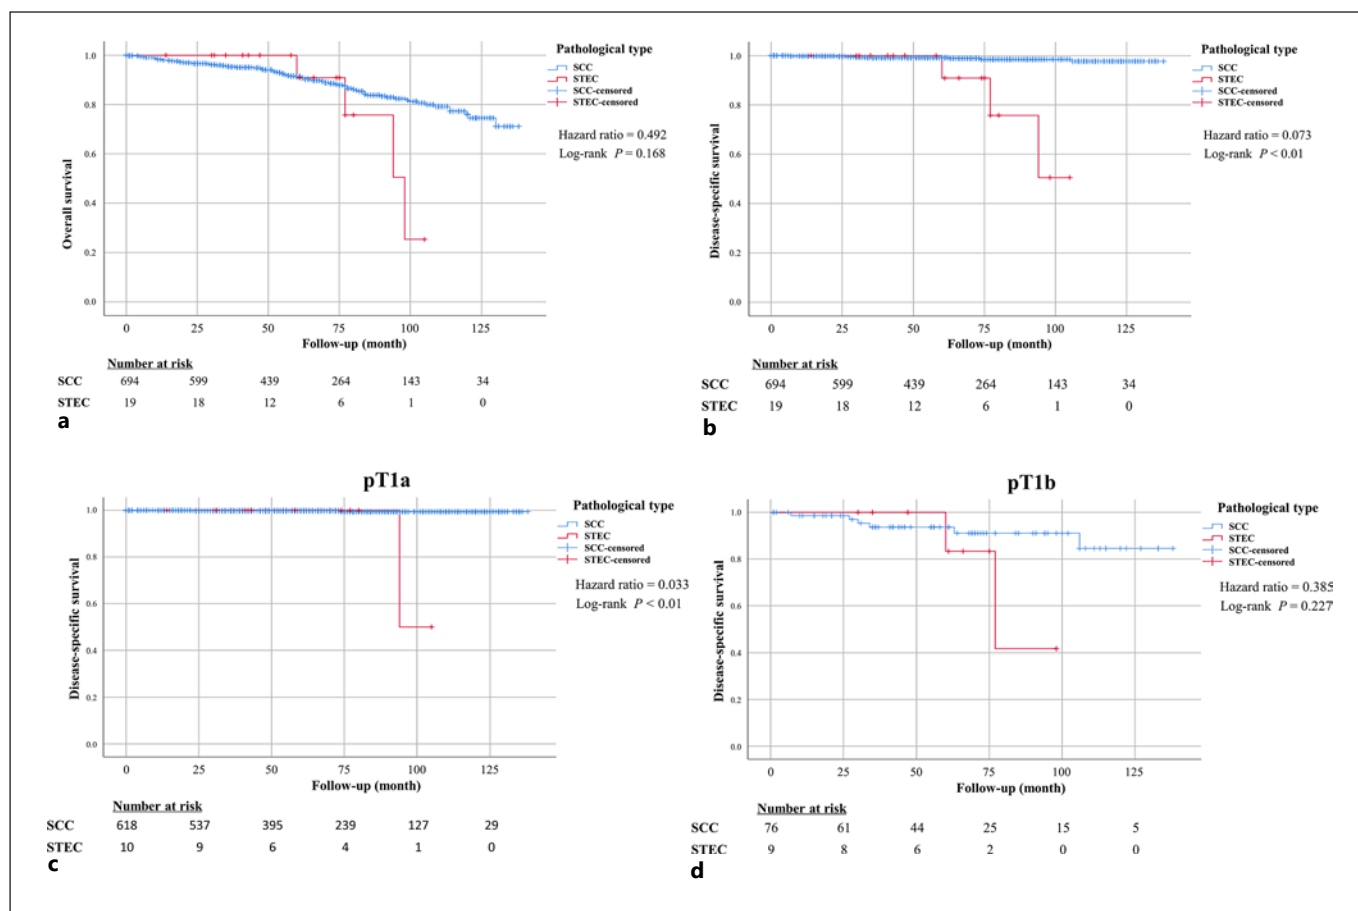 Pathological type
SCC
STEC
SCC-censored
STEC-censored
Hazard ratio = 0.492
Log-rank P = 0.168
Overall survival
1.0
0.8
0.6
0.4
0.2
0.0
0 25 50 75 100 125
Follow-up (month)
Number at risk
SCC 694 599 439 264 143 34
STEC 19 18 12 6 1 0
a
Pathological type
SCC
STEC
SCC-censored
STEC-censored
Hazard ratio = 0.073
Log-rank P < 0.01
Disease-specific survival
1.0
0.8
0.6
0.4
0.2
0.0
0 25 50 75 100 125
Follow-up (month)
Number at risk
SCC 694 599 439 264 143 34
STEC 19 18 12 6 1 0
b
pT1a
Pathological type
SCC
STEC
SCC-censored
STEC-censored
Hazard ratio = 0.033
Log-rank P < 0.01
Disease-specific survival
1.0
0.8
0.6
0.4
0.2
0.0
0 25 50 75 100 125
Follow-up (month)
Number at risk
SCC 618 537 395 239 127 29
STEC 10 9 6 4 1 0
c
pT1b
Pathological type
SCC
STEC
SCC-censored
STEC-censored
Hazard ratio = 0.385
Log-rank P = 0.227
Disease-specific survival
1.0
0.8
0.6
0.4
0.2
0.0
0 25 50 75 100 125
Follow-up (month)
Number at risk
SCC 76 61 44 25 15 5
STEC 9 8 6 2 0 0
d